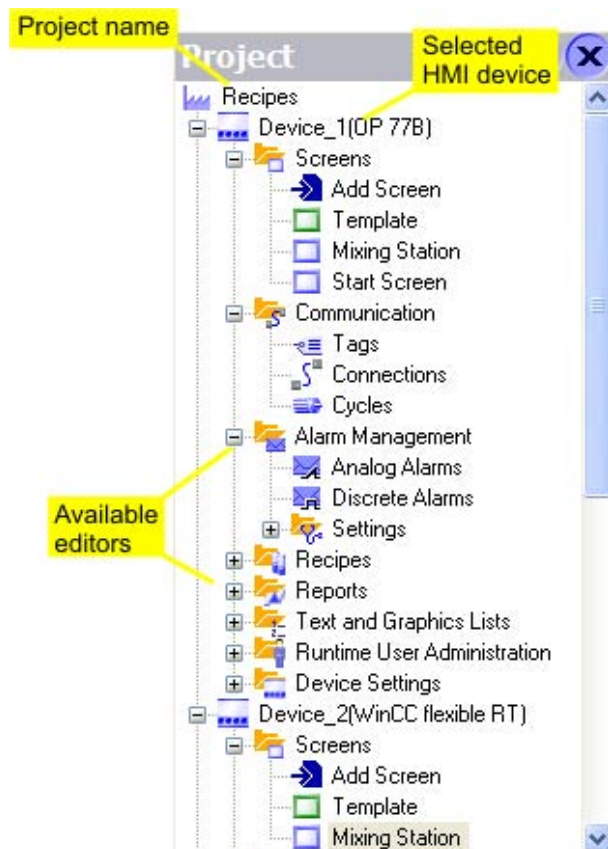 Project name
Project
Selected
HMI device
Recipes
Device_1(OP 77B)
Screens
Add Screen
Template
Mixing Station
Start Screen
Communication
Tags
Connections
Cycles
Alarm Management
Analog Alarms
Discrete Alarms
Settings
Available
editors
Recipes
Reports
Text and Graphics Lists
Runtime User Administration
Device Settings
Device_2(WinCC flexible RT)
Screens
Add Screen
Template
Mixing Station